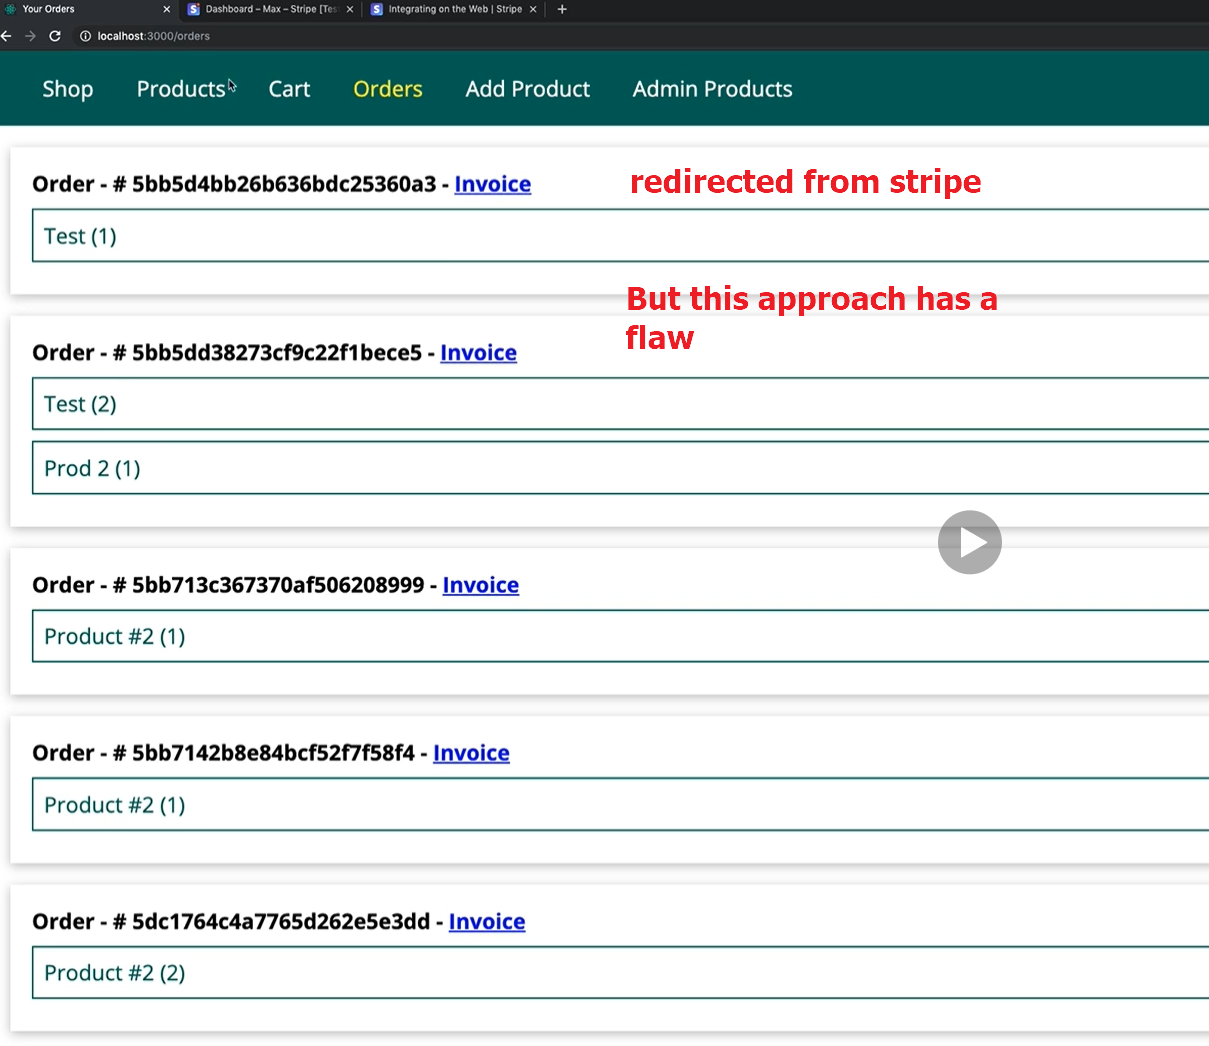 Your Orders
Dashboard – Max – Stripe [Tes
Integrating on the Web | Stripe
localhost:3000/orders
Shop
Products
Cart
Orders
Add Product
Admin Products
Order - # 5bb5d4bb26b636bdc25360a3 - Invoice
redirected from stripe
Test (1)
But this approach has a
flaw
Order - # 5bb5dd38273cf9c22f1bece5 - Invoice
Test (2)
Prod 2 (1)
Order - # 5bb713c367370af506208999 - Invoice
Product #2 (1)
Order - # 5bb7142b8e84bcf52f7f58f4 - Invoice
Product #2 (1)
Order - # 5dc1764c4a7765d262e5e3dd - Invoice
Product #2 (2)